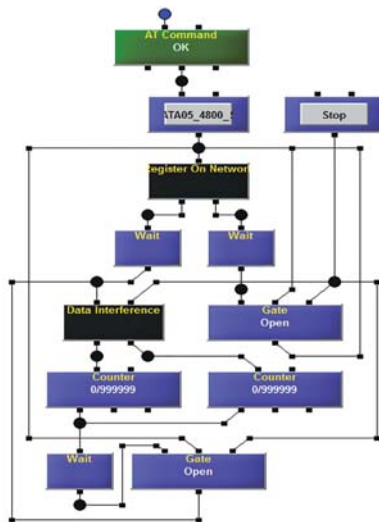 AT Command
OK
ATA05_4800_
Stop
Register On Network
Wait
Wait
Data Interference
Gate
Open
Counter
0/999999
Counter
0/999999
Wait
Gate
Open